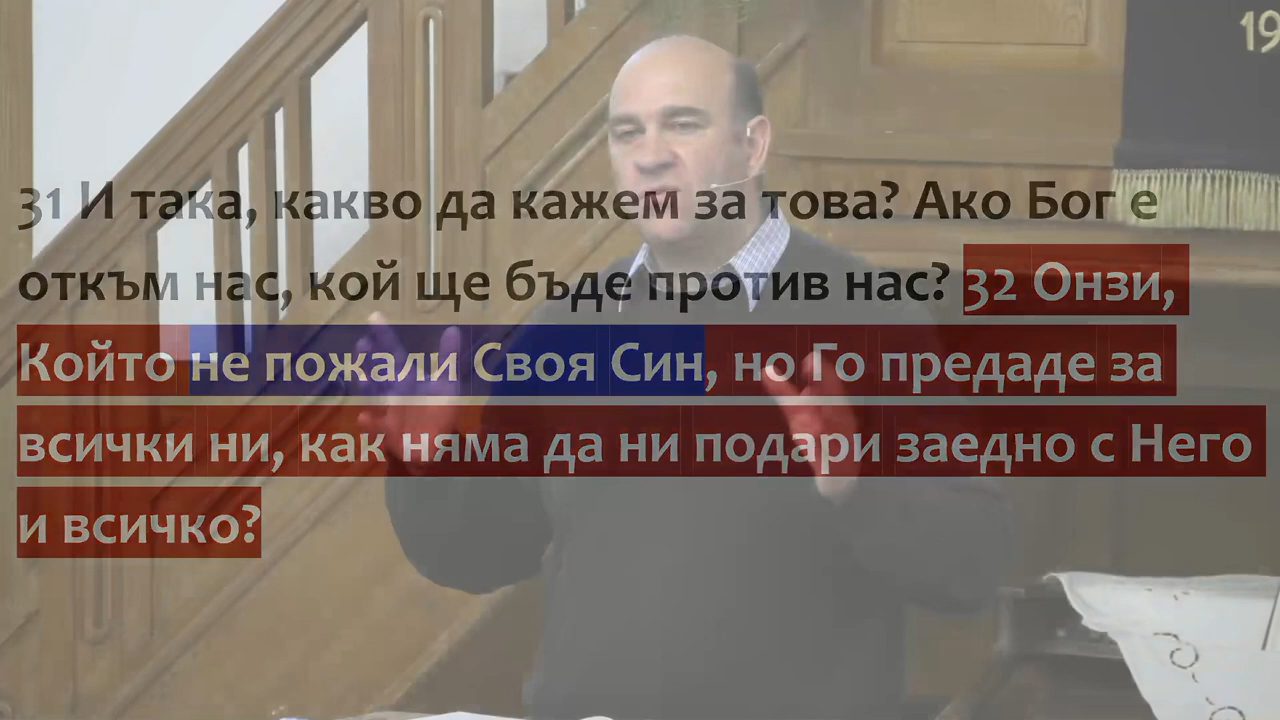 19
31 И така, какво да кажем за това? Ако Бог е
откъм нас, кой ще бъде против нас? 32 Онзи,
Който не пожали Своя Син, но Го предаде за
всички ни, как няма да ни подари заедно с Него
и всичко?